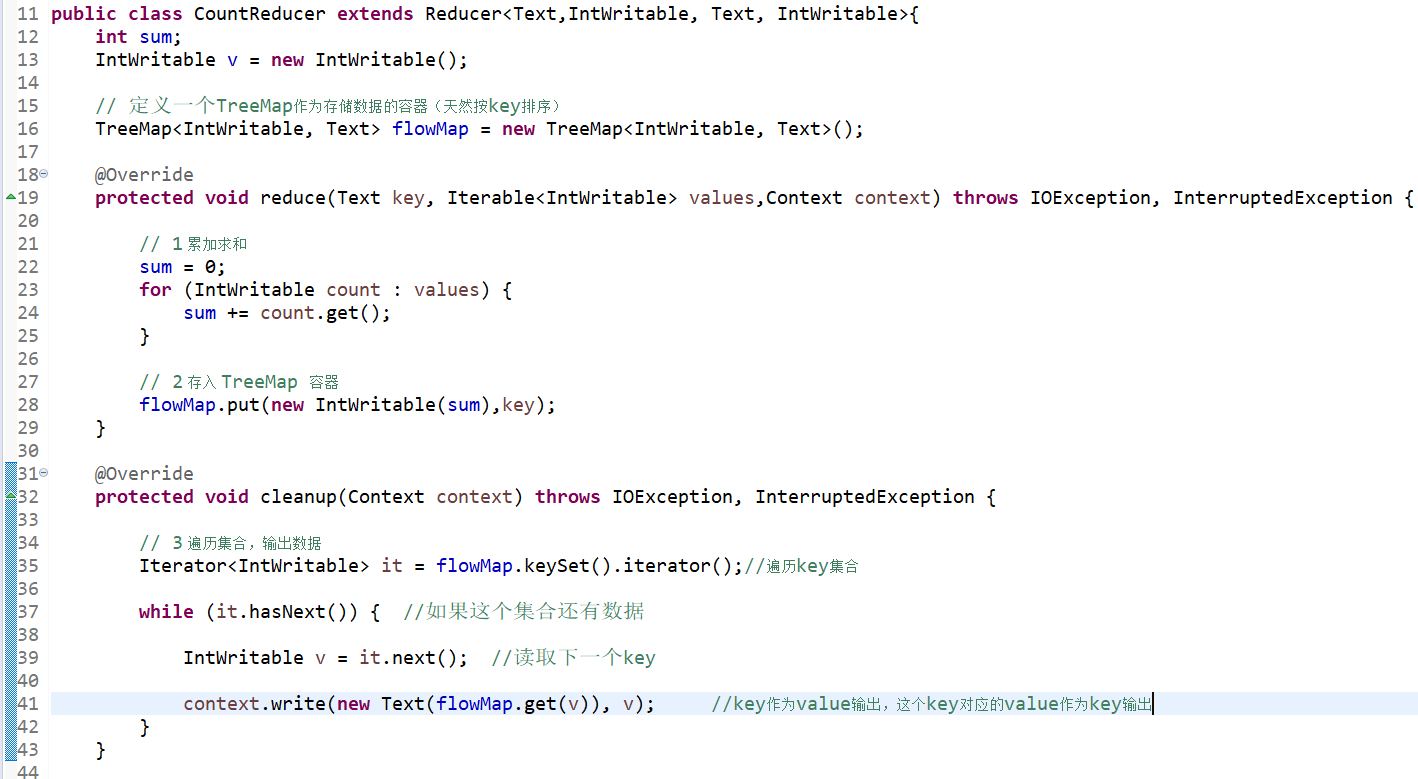 11 public class CountReducer extends Reducer<Text,IntWritable, Text, IntWritable>{
12     int sum;
13     IntWritable v = new IntWritable();
14
15     // 定义一个TreeMap作为存储数据的容器（天然按key排序）
16     TreeMap<IntWritable, Text> flowMap = new TreeMap<IntWritable, Text>();
17
18     @Override
19     protected void reduce(Text key, Iterable<IntWritable> values,Context context) throws IOException, InterruptedException {
20
21         // 1 累加求和
22         sum = 0;
23         for (IntWritable count : values) {
24             sum += count.get();
25         }
26
27         // 2 存入 TreeMap 容器
28         flowMap.put(new IntWritable(sum),key);
29     }
30
31     @Override
32     protected void cleanup(Context context) throws IOException, InterruptedException {
33
34         // 3 遍历集合，输出数据
35         Iterator<IntWritable> it = flowMap.keySet().iterator();//遍历key集合
36
37         while (it.hasNext()) {  //如果这个集合还有数据
38
39             IntWritable v = it.next();  //读取下一个key
40
41             context.write(new Text(flowMap.get(v)), v);     //key作为value输出，这个key对应的value作为key输出
42         }
43     }
44